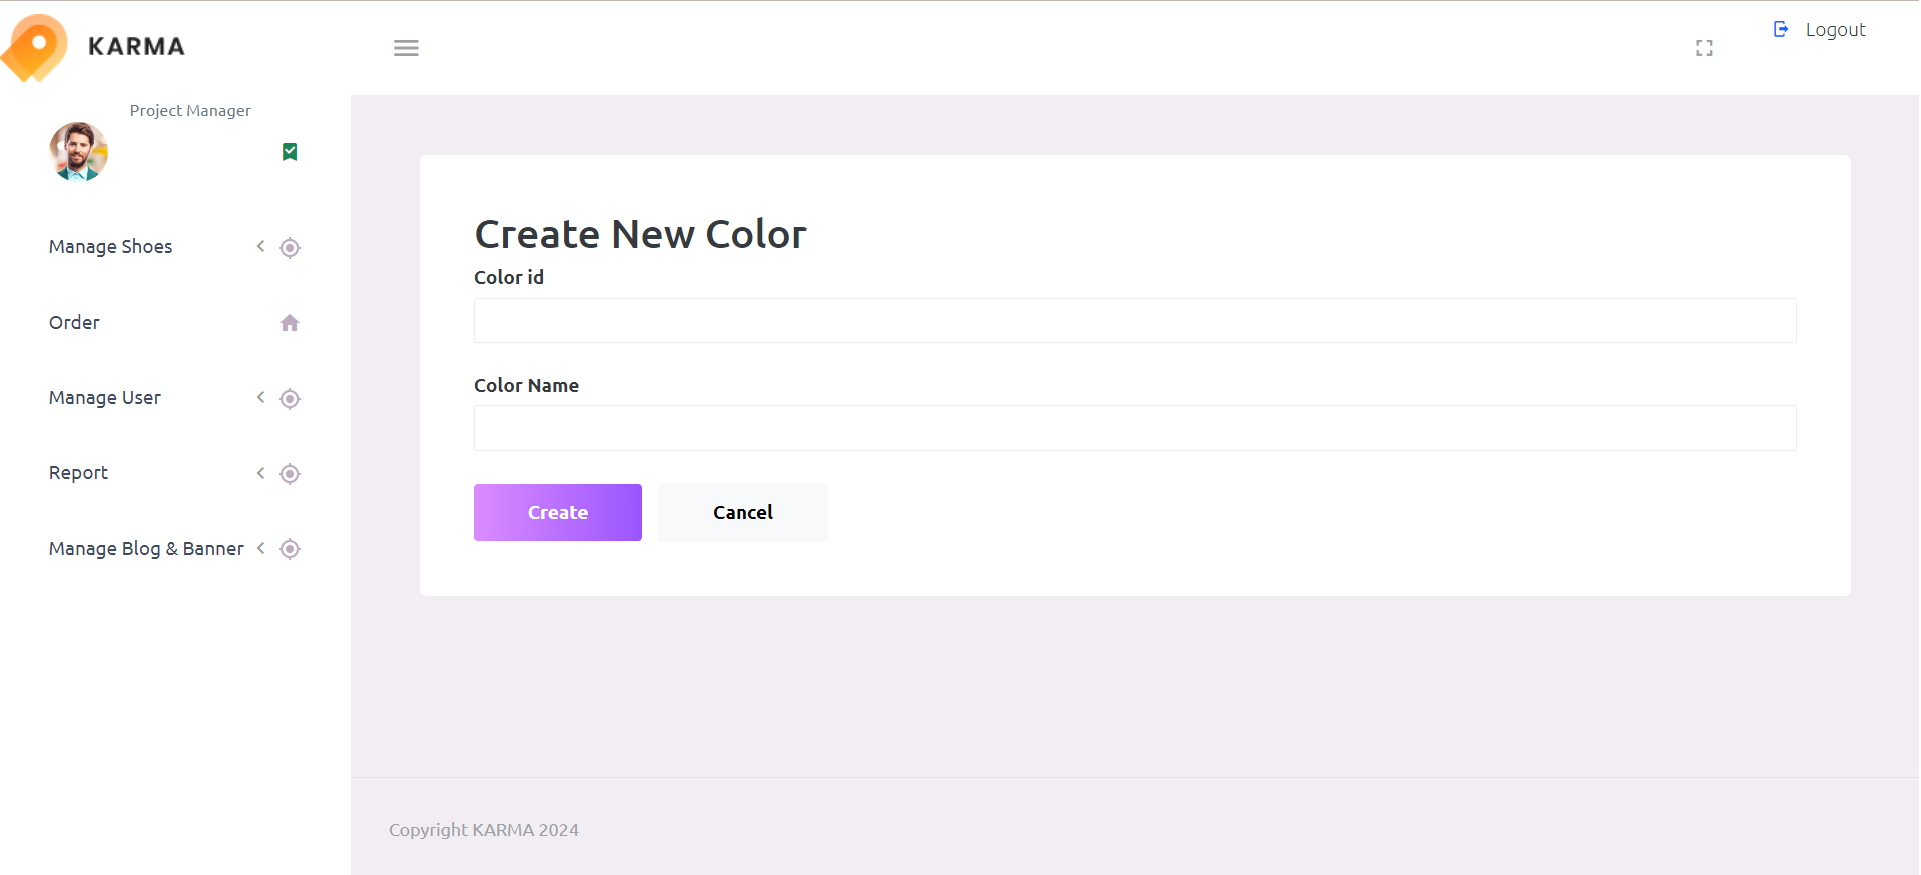 KARMA
Logout
Project Manager
Manage Shoes
Order
Manage User
Report
Manage Blog & Banner
Create New Color
Color id
Color Name
Create
Cancel
Copyright KARMA 2024